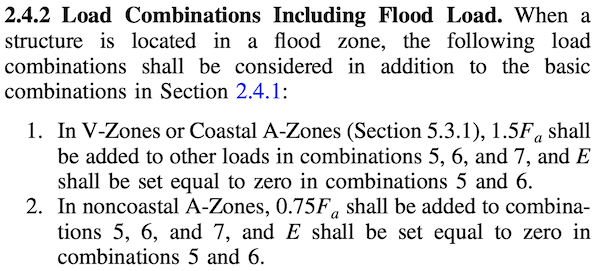 2.4.2 Load Combinations Including Flood Load. When a
structure is located in a flood zone, the following load
combinations shall be considered in addition to the basic
combinations in Section 2.4.1:
1. In V-Zones or Coastal A-Zones (Section 5.3.1), 1.5Fₐ shall
be added to other loads in combinations 5, 6, and 7, and E
shall be set equal to zero in combinations 5 and 6.
2. In noncoastal A-Zones, 0.75Fₐ shall be added to combina-
tions 5, 6, and 7, and E shall be set equal to zero in
combinations 5 and 6.